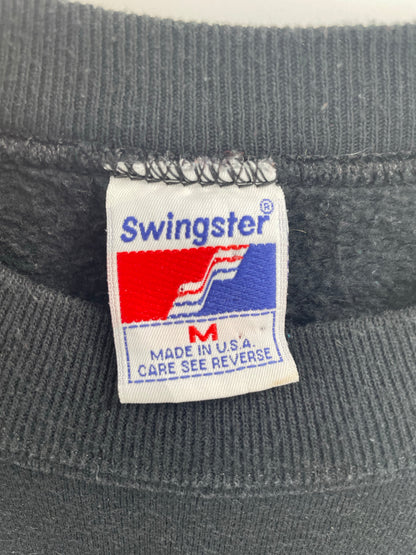 Swingster®
M
MADE IN U.S.A.
CARE SEE REVERSE